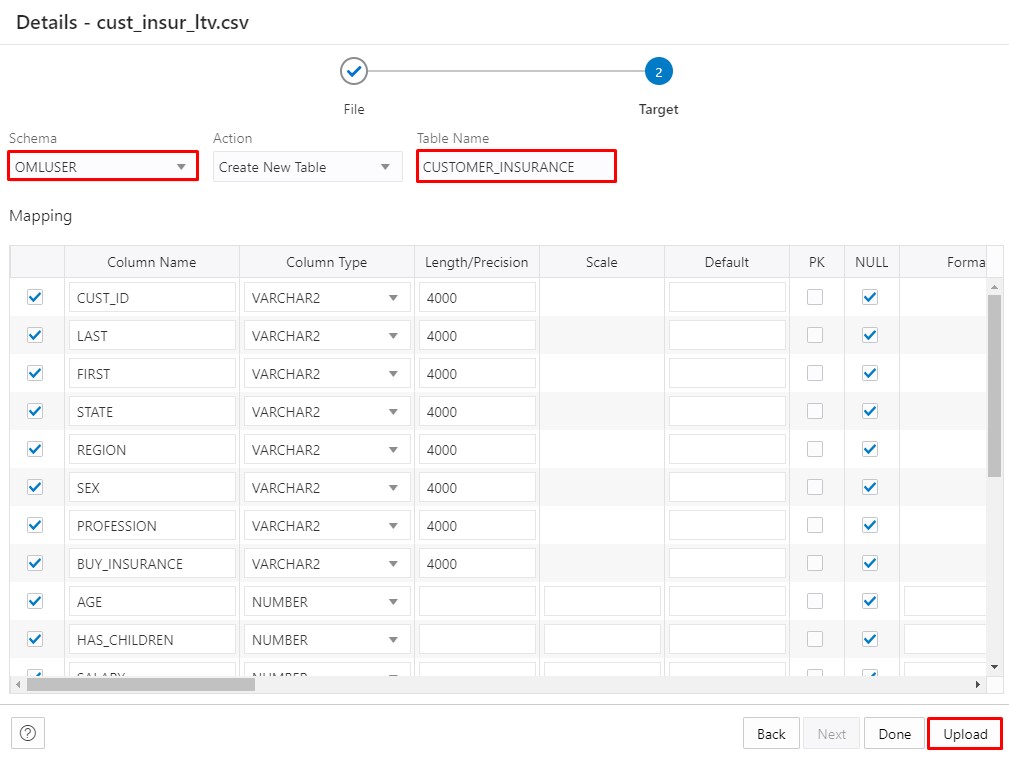 Details - cust_insur_ltv.csv
2
File Target
Schema Action Table Name
OMLUSER Create New Table CUSTOMER_INSURANCE
Mapping
Column Name Column Type Length/Precision Scale Default PK NULL Forma
CUST_ID VARCHAR2 4000
LAST VARCHAR2 4000
FIRST VARCHAR2 4000
STATE VARCHAR2 4000
REGION VARCHAR2 4000
SEX VARCHAR2 4000
PROFESSION VARCHAR2 4000
BUY_INSURANCE VARCHAR2 4000
AGE NUMBER
HAS_CHILDREN NUMBER
SALARY NUMBER
? Back Next Done Upload